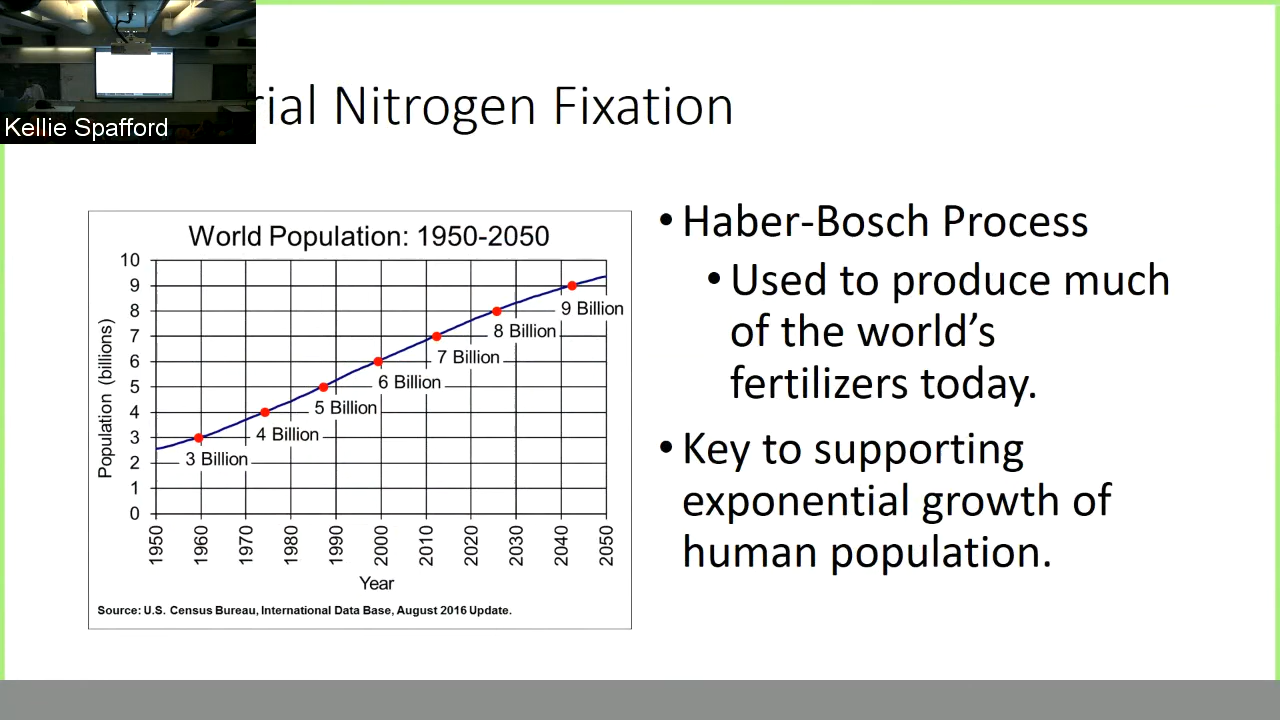 Kellie Spafford
rial Nitrogen Fixation
World Population: 1950-2050
10
9
8
7
6
5
4
3
2
1
0
Population (billions)
3 Billion
4 Billion
5 Billion
6 Billion
7 Billion
8 Billion
9 Billion
1950
1960
1970
1980
1990
2000
2010
2020
2030
2040
2050
Year
Source: U.S. Census Bureau, International Data Base, August 2016 Update.
• Haber-Bosch Process
• Used to produce much
of the world’s
fertilizers today.
• Key to supporting
exponential growth of
human population.